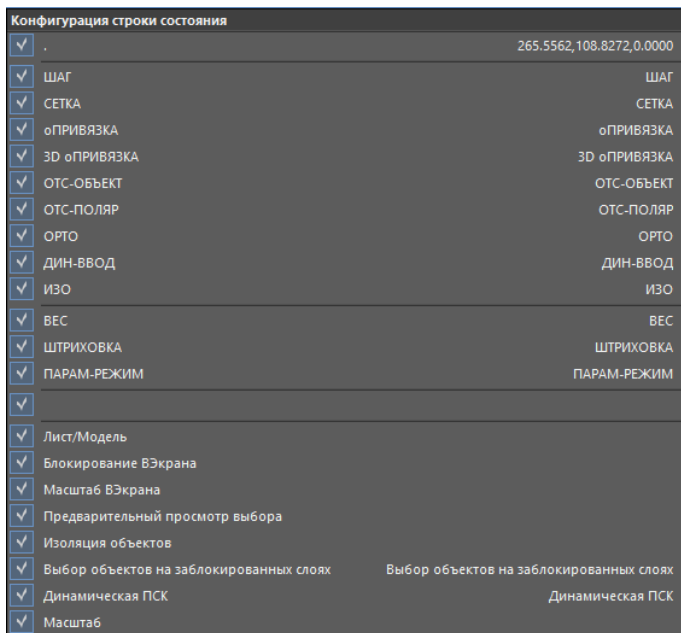 Конфигурация строки состояния
. 265.5562,108.8272,0.0000
ШАГ ШАГ
СЕТКА СЕТКА
оПРИВЯЗКА оПРИВЯЗКА
3D оПРИВЯЗКА 3D оПРИВЯЗКА
ОТС-ОБЪЕКТ ОТС-ОБЪЕКТ
ОТС-ПОЛЯР ОТС-ПОЛЯР
ОРТО ОРТО
ДИН-ВВОД ДИН-ВВОД
ИЗО ИЗО
ВЕС ВЕС
ШТРИХОВКА ШТРИХОВКА
ПАРАМ-РЕЖИМ ПАРАМ-РЕЖИМ
Лист/Модель
Блокирование ВЭкрана
Масштаб ВЭкрана
Предварительный просмотр выбора
Изоляция объектов
Выбор объектов на заблокированных слоях Выбор объектов на заблокированных слоях
Динамическая ПСК Динамическая ПСК
Масштаб